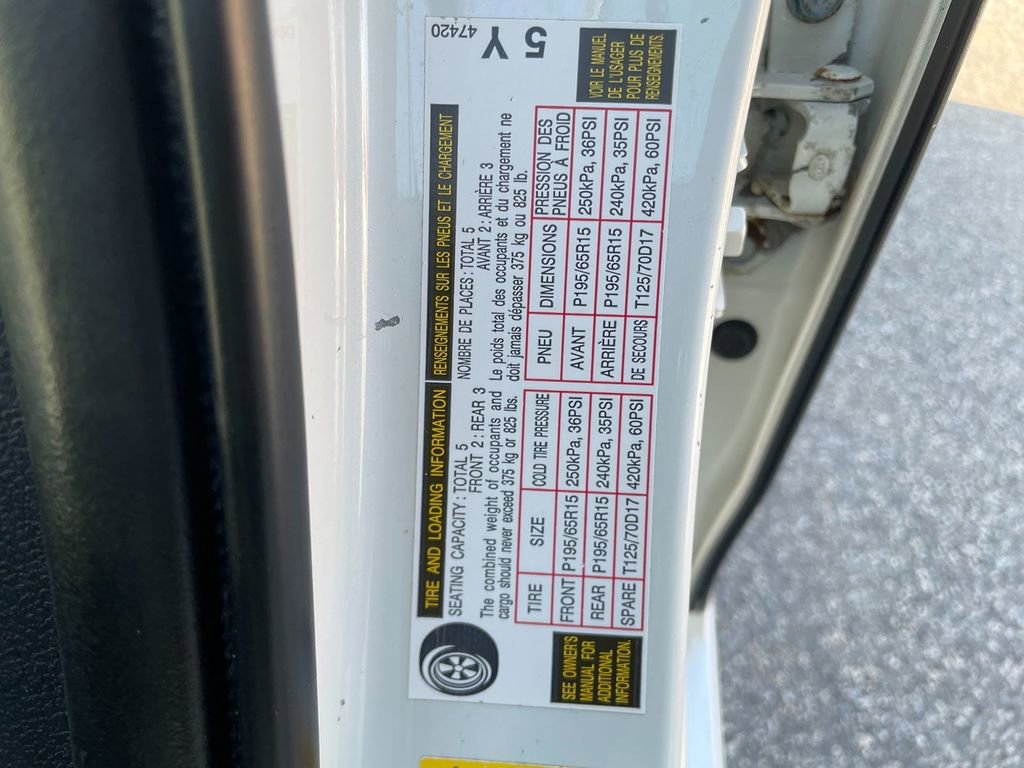 TIRE AND LOADING INFORMATION
SEATING CAPACITY : TOTAL 5
FRONT 2 : REAR 3
The combined weight of occupants and
cargo should never exceed 375 kg or 825 lbs.
TIRE SIZE COLD TIRE PRESSURE
FRONT P195/65R15 250kPa, 36PSI
REAR P195/65R15 240kPa, 35PSI
SPARE T125/70D17 420kPa, 60PSI
SEE OWNER'S
MANUAL FOR
ADDITIONAL
INFORMATION.
RENSEIGNEMENTS SUR LES PNEUS ET LE CHARGEMENT
NOMBRE DE PLACES : TOTAL 5
AVANT 2 : ARRIÈRE 3
Le poids total des occupants et du chargement ne
doit jamais dépasser 375 kg ou 825 lb.
PNEU DIMENSIONS PRESSION DES
PNEUS À FROID
AVANT P195/65R15 250kPa, 36PSI
ARRIÈRE P195/65R15 240kPa, 35PSI
DE SECOURS T125/70D17 420kPa, 60PSI
VOIR LE MANUEL
DE L'USAGER
POUR PLUS DE
RENSEIGNEMENTS.
47420
5 Y